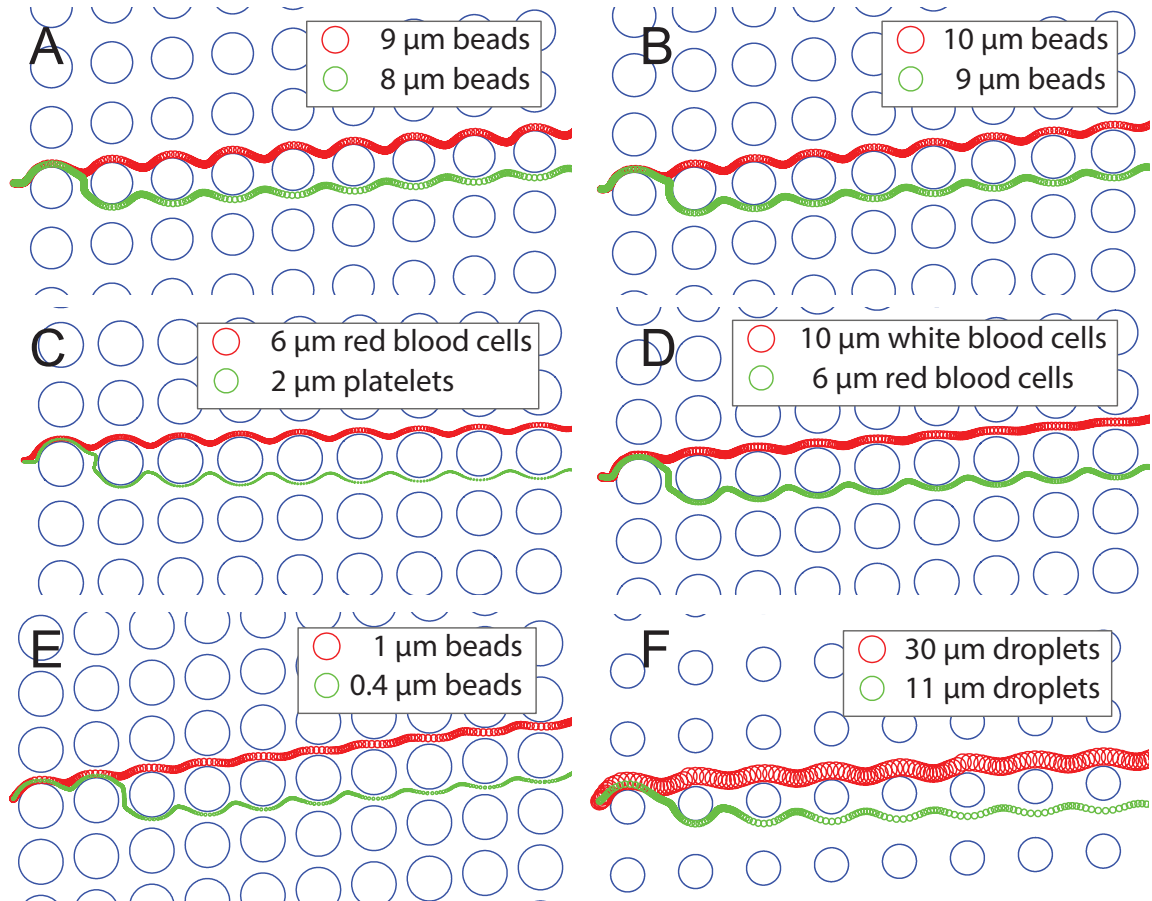 A
9 µm beads
8 µm beads
B
10 µm beads
9 µm beads
C
6 µm red blood cells
2 µm platelets
D
10 µm white blood cells
6 µm red blood cells
E
1 µm beads
0.4 µm beads
F
30 µm droplets
11 µm droplets